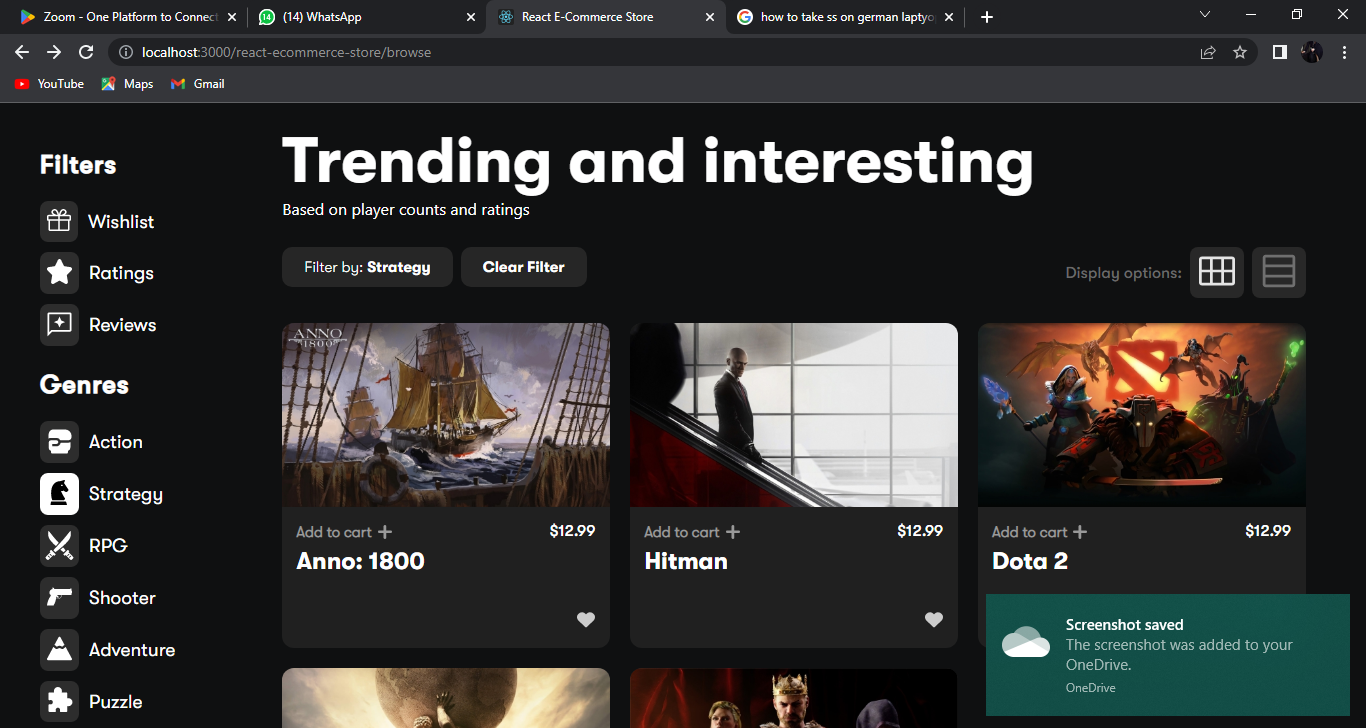 Zoom - One Platform to Connect
(14) WhatsApp
React E-Commerce Store
how to take ss on german laptyo
localhost:3000/react-ecommerce-store/browse
YouTube
Maps
Gmail
Filters
Wishlist
Ratings
Reviews
Genres
Action
Strategy
RPG
Shooter
Adventure
Puzzle
Trending and interesting
Based on player counts and ratings
Filter by: Strategy
Clear Filter
Display options:
ANNO
1800
Add to cart +
$12.99
Anno: 1800
Add to cart +
$12.99
Hitman
Add to cart +
$12.99
Dota 2
Screenshot saved
The screenshot was added to your
OneDrive.
OneDrive